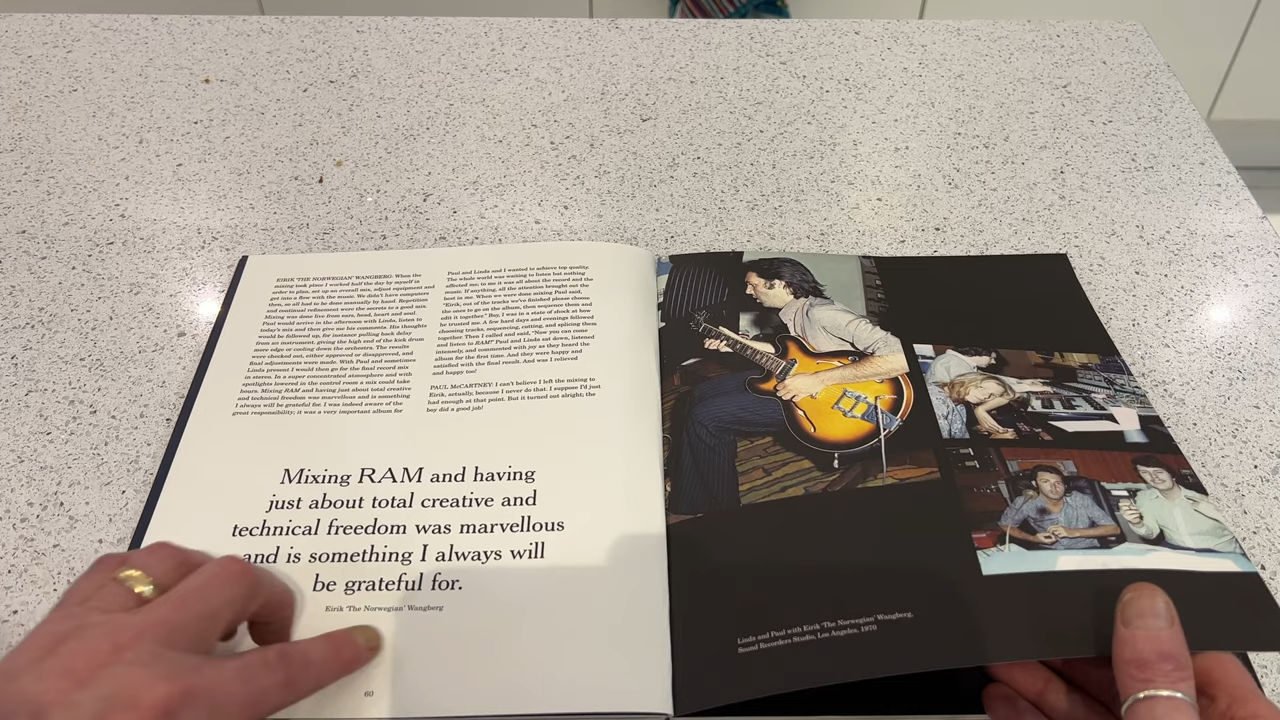 EIRIK 'THE NORWEGIAN' WANGBERG: When the
mixing took place I worked half the day by myself in
order to plan, set up an overall mix, adjust equipment and
get into a flow with the music. We didn't have computers
then, so all had to be done manually by hand. Repetition
and continual refinement were the secrets to a good mix.
Mixing was done live from ears, head, heart and soul.
Paul would arrive in the afternoon with Linda, listen to
today's mix and then give me his comments. His thoughts
would be followed up, for instance pulling back delay
from an instrument, giving the high end of the kick drum
more edge or cooling down the orchestra. The results
were checked out, either approved or disapproved, and
final adjustments were made. With Paul and sometimes
Linda present I would then go for the final record mix
in stereo. In a super concentrated atmosphere and with
spotlights lowered in the control room a mix could take
hours. Mixing RAM and having just about total creative
and technical freedom was marvellous and is something
I always will be grateful for. I was indeed aware of the
great responsibility; it was a very important album for
Paul and Linda and I wanted to achieve top quality.
The whole world was waiting to listen but nothing
affected me; to me it was all about the record and the
music. If anything, all the attention brought out the
best in me. When we were done mixing Paul said,
"Eirik, out of the tracks we've finished please choose
the ones to go on the album, then sequence them and
edit it together." Boy, I was in a state of shock at how
he trusted me. A few hard days and evenings followed
choosing tracks, sequencing, cutting, and splicing them
together. Then I called and said, "Now you can come
and listen to RAM!" Paul and Linda sat down, listened
intensely, and commented with joy as they heard the
album for the first time. And they were happy and
satisfied with the final result. And was I relieved
and happy too!
PAUL McCARTNEY: I can't believe I left the mixing to
Eirik, actually, because I never do that. I suppose I'd just
had enough at that point. But it turned out alright; the
boy did a good job!
Mixing RAM and having
just about total creative and
technical freedom was marvellous
and is something I always will
be grateful for.
Eirik 'The Norwegian' Wangberg
60
Linda and Paul with Eirik 'The Norwegian' Wangberg,
Sound Recorders Studio, Los Angeles, 1970